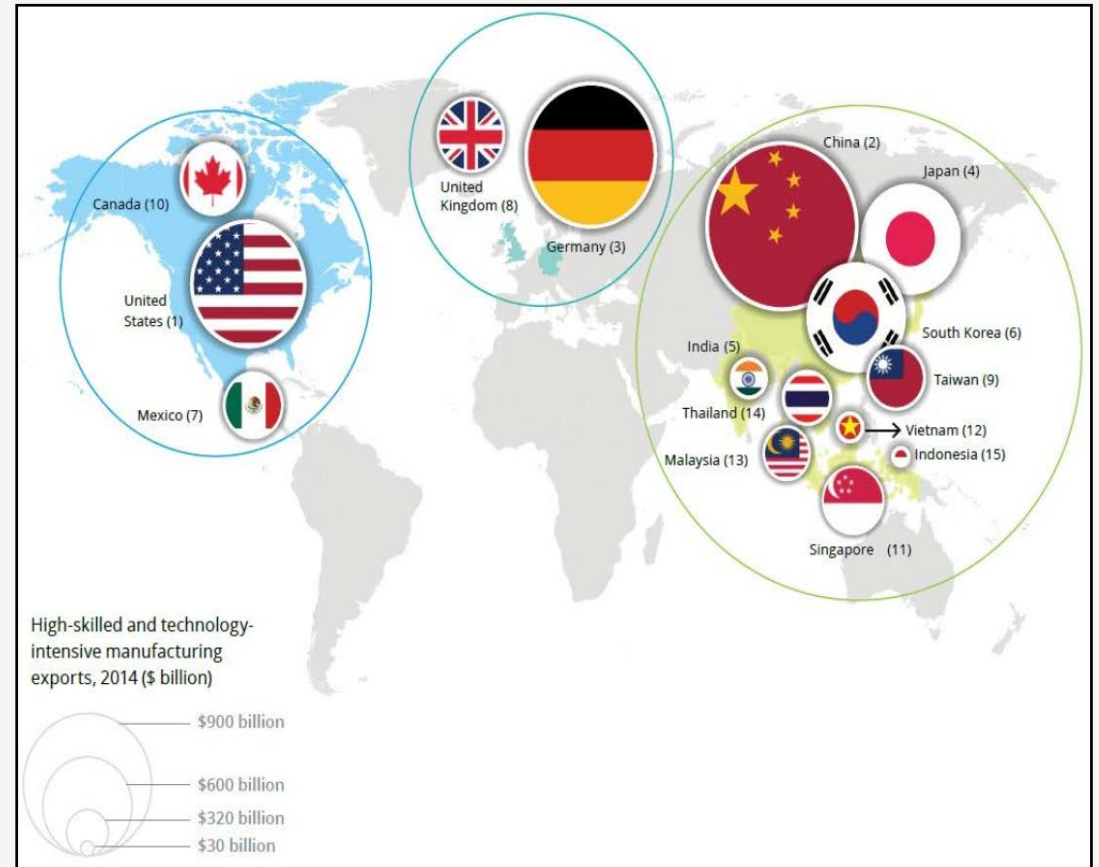 Canada (10)
United
States (1)
Mexico (7)
United
Kingdom (8)
Germany (3)
China (2)
Japan (4)
South Korea (6)
India (5)
Taiwan (9)
Thailand (14)
Vietnam (12)
Malaysia (13)
Indonesia (15)
Singapore (11)
High-skilled and technology-
intensive manufacturing
exports, 2014 ($ billion)
$900 billion
$600 billion
$320 billion
$30 billion